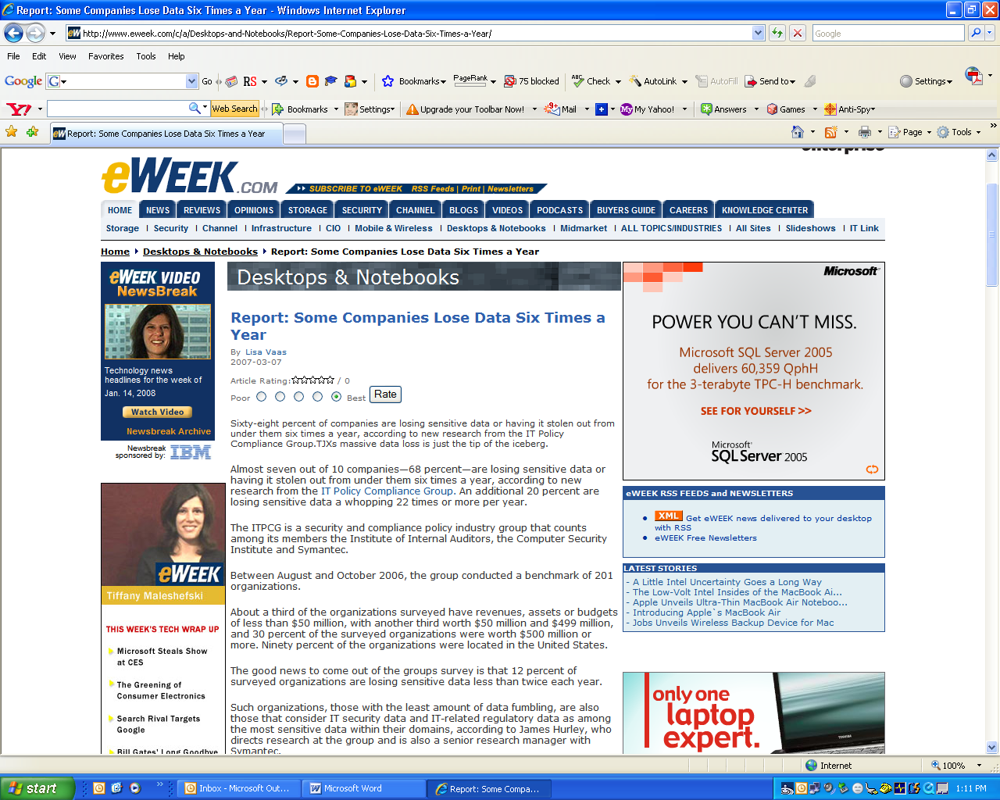 Report: Some Companies Lose Data Six Times a Year - Windows Internet Explorer
http://www.eweek.com/c/a/Desktops-and-Notebooks/Report-Some-Companies-Lose-Data-Six-Times-a-Year/
Google
File Edit View Favorites Tools Help
Google G Go RS Bookmarks PageRank 75 blocked Check AutoLink AutoFill Send to Settings
Y! Web Search Bookmarks Settings Upgrade your Toolbar Now! Mail My Yahoo! Answers Games Anti-Spy
eW Report: Some Companies Lose Data Six Times a Year Page Tools
enterprise
eWEEK.COM
SUBSCRIBE TO eWEEK RSS Feeds | Print | Newsletters
HOME NEWS REVIEWS OPINIONS STORAGE SECURITY CHANNEL BLOGS VIDEOS PODCASTS BUYERS GUIDE CAREERS KNOWLEDGE CENTER
Storage | Security | Channel | Infrastructure | CIO | Mobile & Wireless | Desktops & Notebooks | Midmarket | ALL TOPICS/INDUSTRIES | All Sites | Slideshows | IT Link
Home Desktops & Notebooks Report: Some Companies Lose Data Six Times a Year
eWEEK VIDEO
NewsBreak
Technology news
headlines for the week of
Jan. 14, 2008
Watch Video
Newsbreak Archive
Newsbreak
sponsored by: IBM
eWEEK
Tiffany Maleshefski
THIS WEEK'S TECH WRAP UP
Microsoft Steals Show
at CES
The Greening of
Consumer Electronics
Search Rival Targets
Google
Bill Gates' Long Goodbye
Desktops & Notebooks
Report: Some Companies Lose Data Six Times a
Year
By Lisa Vaas
2007-03-07
Article Rating: / 0
Poor Best Rate
Sixty-eight percent of companies are losing sensitive data or having it stolen out from
under them six times a year, according to new research from the IT Policy
Compliance Group.TJXs massive data loss is just the tip of the iceberg.
Almost seven out of 10 companies—68 percent—are losing sensitive data or
having it stolen out from under them six times a year, according to new
research from the IT Policy Compliance Group. An additional 20 percent are
losing sensitive data a whopping 22 times or more per year.
The ITPCG is a security and compliance policy industry group that counts
among its members the Institute of Internal Auditors, the Computer Security
Institute and Symantec.
Between August and October 2006, the group conducted a benchmark of 201
organizations.
About a third of the organizations surveyed have revenues, assets or budgets
of less than $50 million, with another third worth $50 million and $499 million,
and 30 percent of the surveyed organizations were worth $500 million or
more. Ninety percent of the organizations were located in the United States.
The good news to come out of the groups survey is that 12 percent of
surveyed organizations are losing sensitive data less than twice each year.
Such organizations, those with the least amount of data fumbling, are also
those that consider IT security data and IT-related regulatory data as among
the most sensitive data within their domains, according to James Hurley, who
directs research at the group and is also a senior research manager with
Symantec.
Microsoft
POWER YOU CAN'T MISS.
Microsoft SQL Server 2005
delivers 60,359 QphH
for the 3-terabyte TPC-H benchmark.
SEE FOR YOURSELF >>
Microsoft
SQL Server 2005
eWEEK RSS FEEDS and NEWSLETTERS
XML Get eWEEK news delivered to your desktop
with RSS
eWEEK Free Newsletters
LATEST STORIES
- A Little Intel Uncertainty Goes a Long Way
- The Low-Volt Intel Insides of the MacBook Ai...
- Apple Unveils Ultra-Thin MacBook Air Noteboo...
- Introducing Apple`s MacBook Air
- Jobs Unveils Wireless Backup Device for Mac
only one
laptop
expert.
TOSHIBA
Internet 100%
start Inbox - Microsoft Out... Microsoft Word Report: Some Compa... 1:11 PM